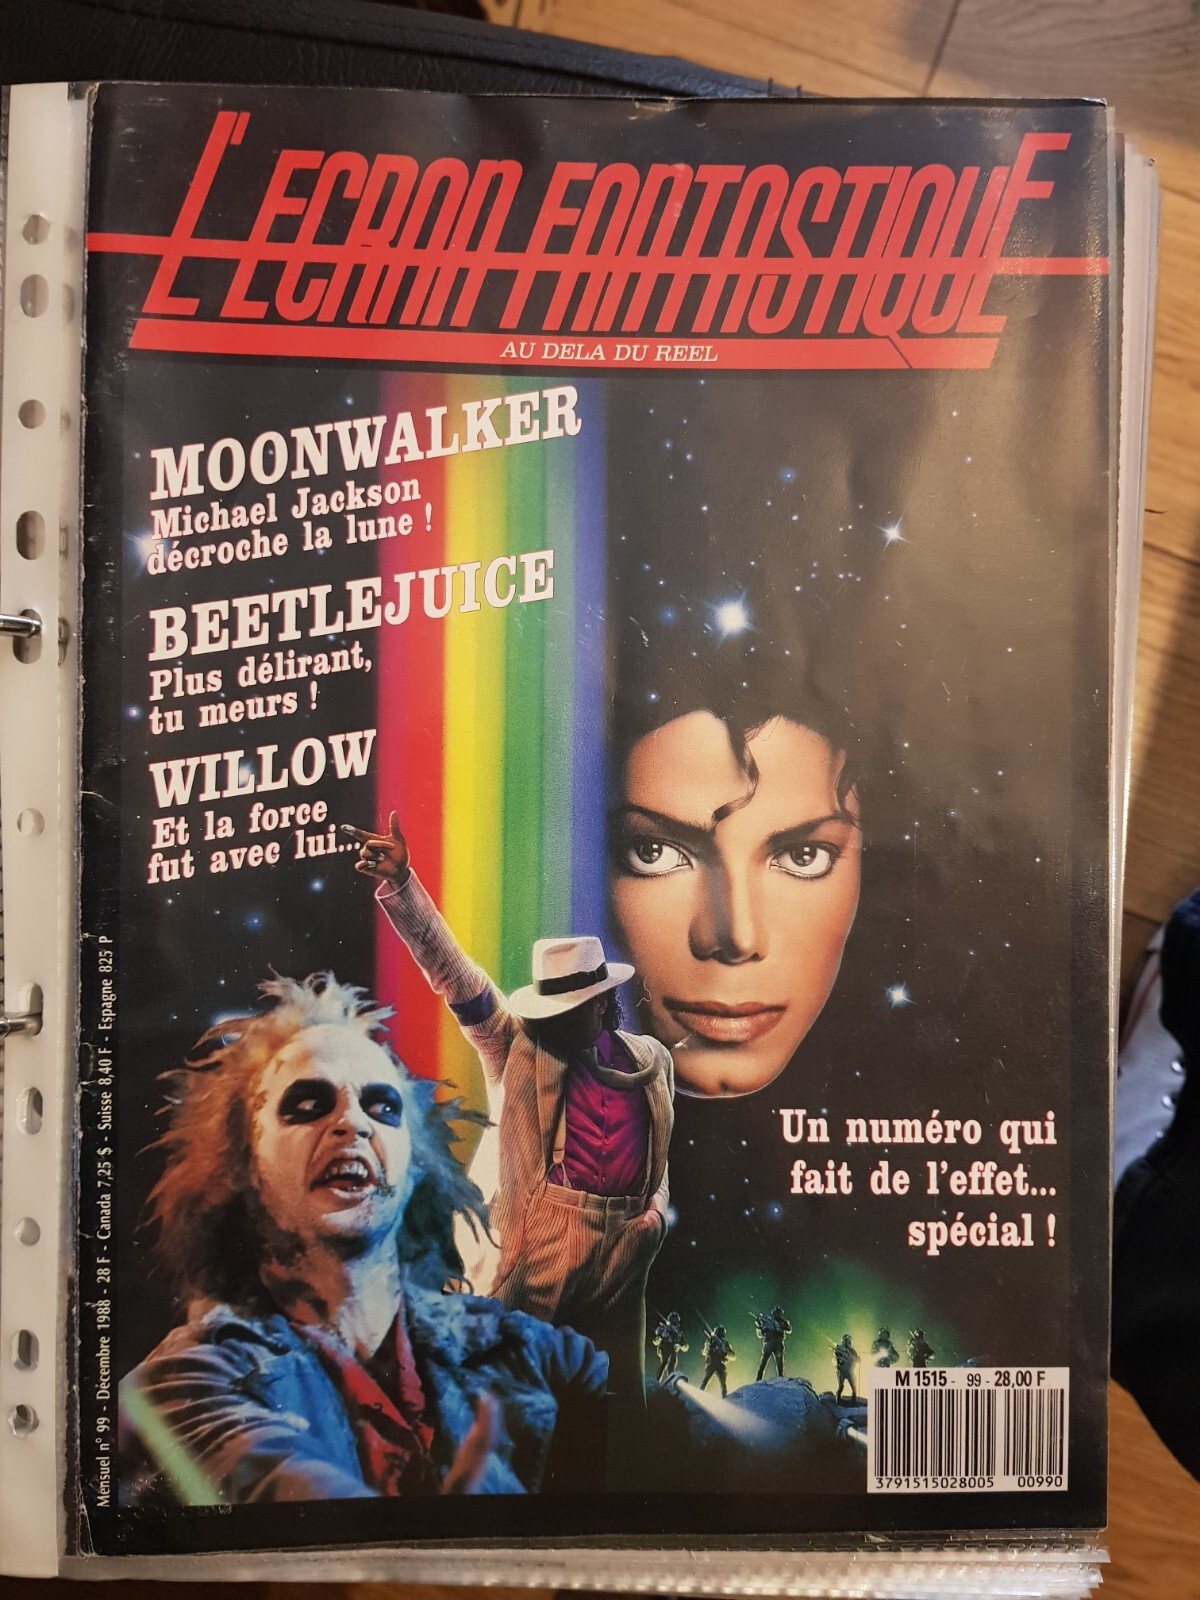 L'ECRAN FANTASTIQUE
AU DELA DU REEL
MOONWALKER
Michael Jackson
décroche la lune !
BEETLEJUICE
Plus délirant,
tu meurs !
WILLOW
Et la force
fut avec lui...
Un numéro qui
fait de l'effet...
spécial !
Mensuel n° 99 - Décembre 1988 - 28 F - Canada 7,25 $ - Suisse 8,40 F - Espagne 825 P
M 1515 - 99 - 28,00 F
3791515028005 00990